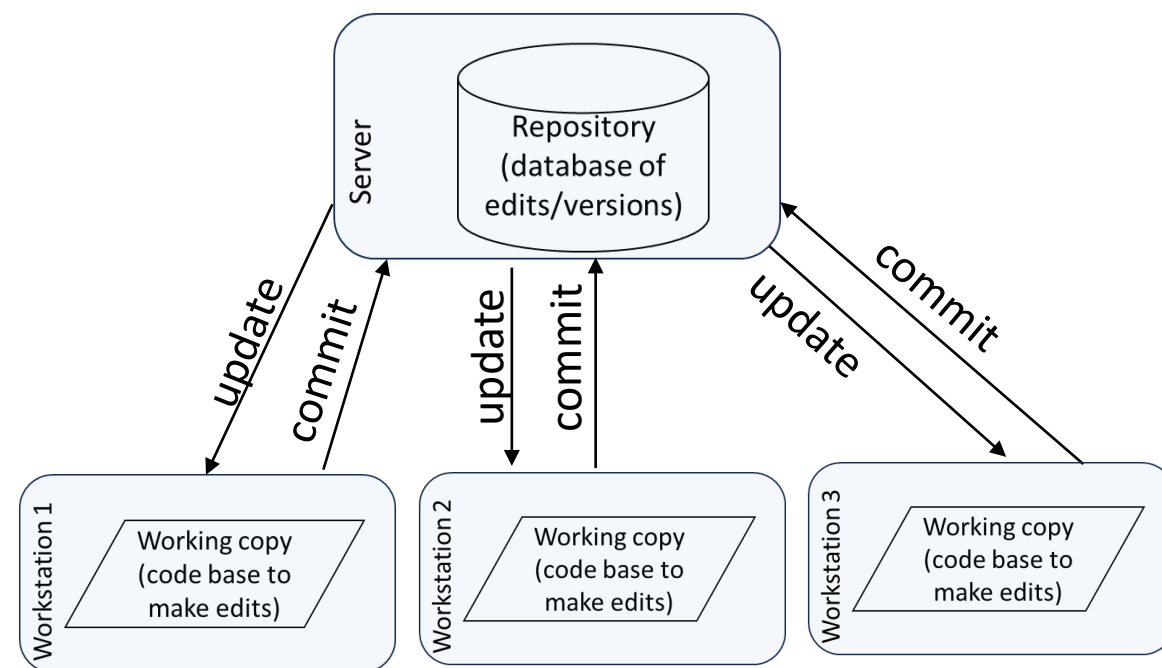 Server
Repository
(database of
edits/versions)
update
commit
update
commit
update
commit
Workstation 1
Working copy
(code base to
make edits)
Workstation 2
Working copy
(code base to
make edits)
Workstation 3
Working copy
(code base to
make edits)